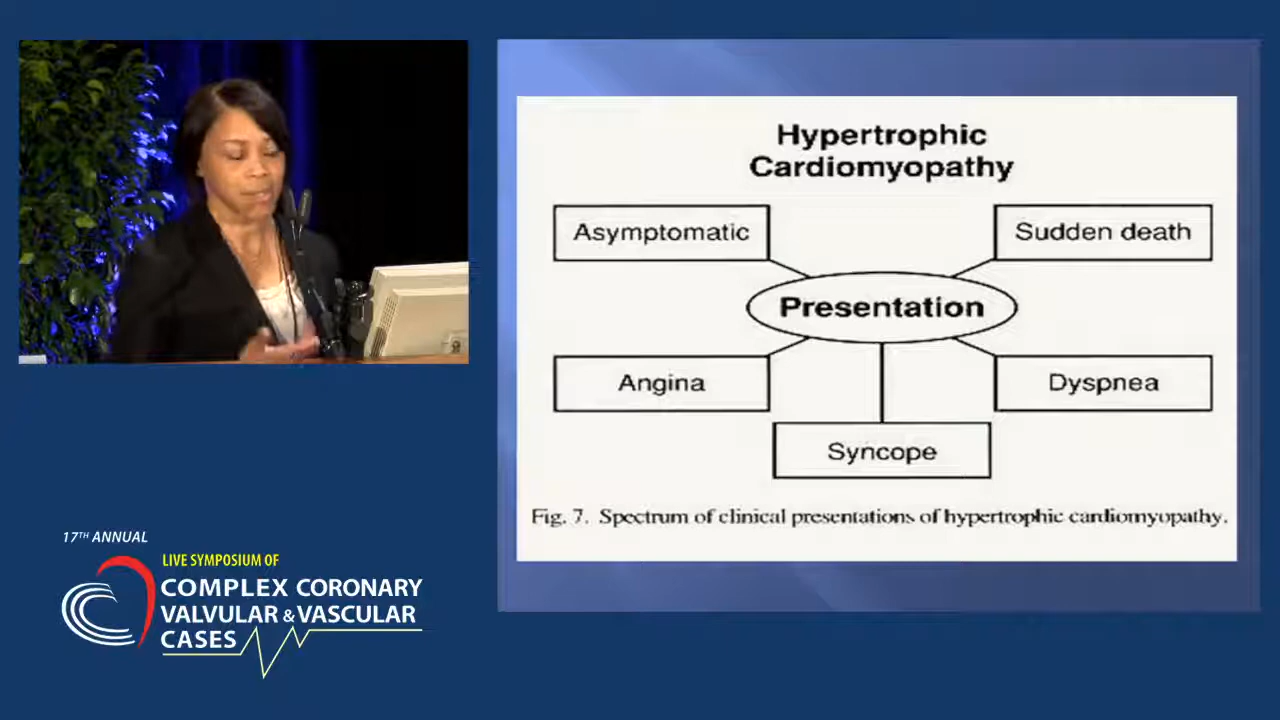 Hypertrophic
Cardiomyopathy
Asymptomatic
Sudden death
Presentation
Angina
Dyspnea
Syncope
Fig. 7. Spectrum of clinical presentations of hypertrophic cardiomyopathy.
17TH ANNUAL
LIVE SYMPOSIUM OF
COMPLEX CORONARY
VALVULAR & VASCULAR
CASES